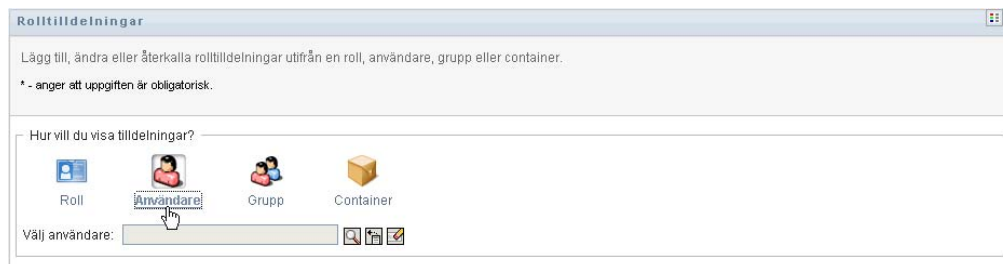 Rolltilldelningar
Lägg till, ändra eller återkalla rolltilldelningar utifrån en roll, användare, grupp eller container.
* - anger att uppgiften är obligatorisk.
Hur vill du visa tilldelningar?
Roll Användare Grupp Container
Välj användare: